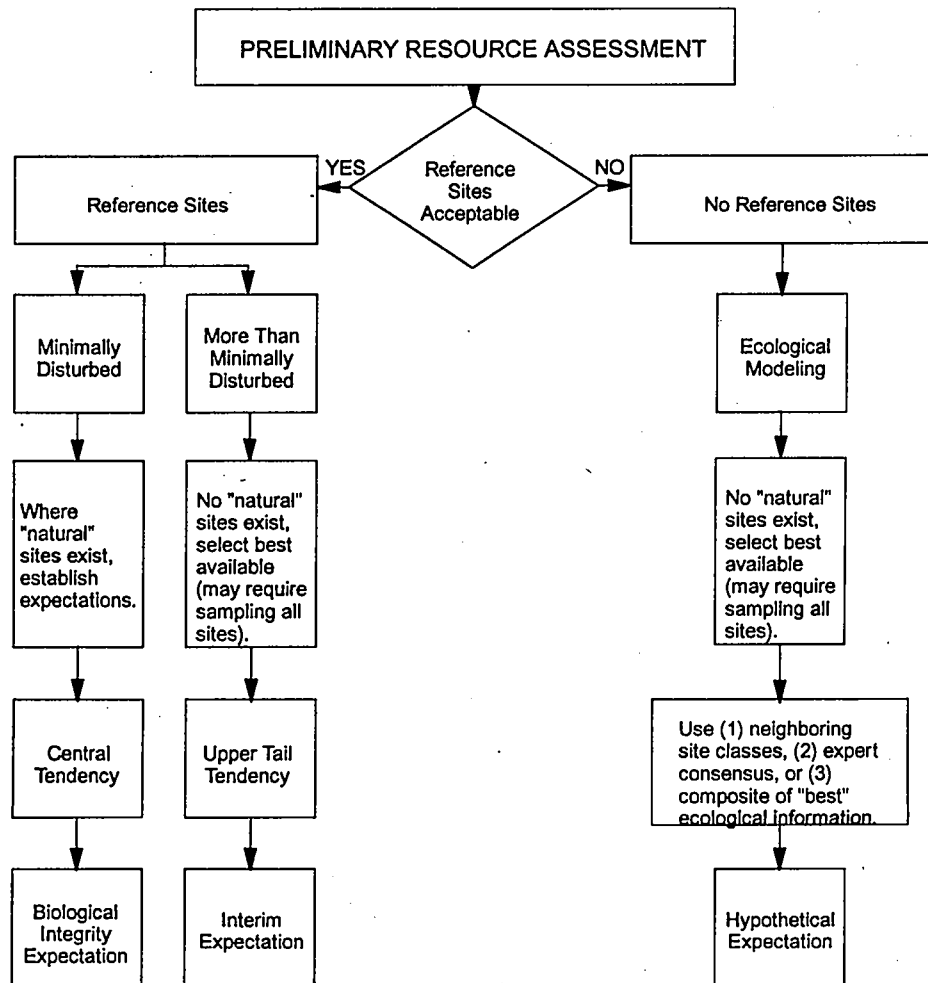 PRELIMINARY RESOURCE ASSESSMENT
YES
Reference
Sites
Acceptable
NO
Reference Sites
No Reference Sites
Minimally
Disturbed
More Than
Minimally
Disturbed
Ecological
Modeling
Where
"natural"
sites exist,
establish
expectations.
No "natural"
sites exist,
select best
available
(may require
sampling all
sites).
No "natural"
sites exist,
select best
available
(may require
sampling all
sites).
Central
Tendency
Upper Tail
Tendency
Use (1) neighboring
site classes, (2) expert
consensus, or (3)
composite of "best"
ecological information.
Biological
Integrity
Expectation
Interim
Expectation
Hypothetical
Expectation